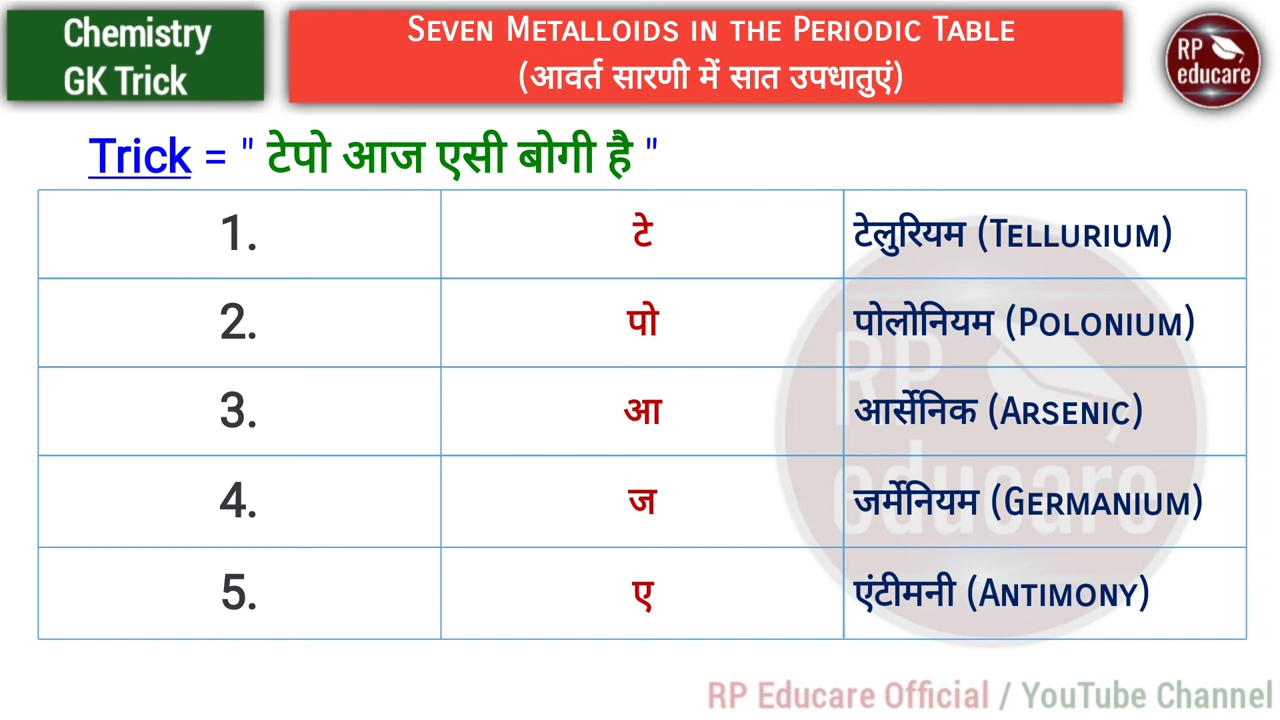 Chemistry
GK Trick
Seven Metalloids in the Periodic Table
(आवर्त सारणी में सात उपधातुएं)
RP
educare
Trick = " टेपो आज एसी बोगी है "
1. टे टेलुरियम (Tellurium)
2. पो पोलोनियम (Polonium)
3. आ आर्सेनिक (Arsenic)
4. ज जर्मेनियम (Germanium)
5. ए एंटीमनी (Antimony)
RP
educare
RP Educare Official / YouTube Channel